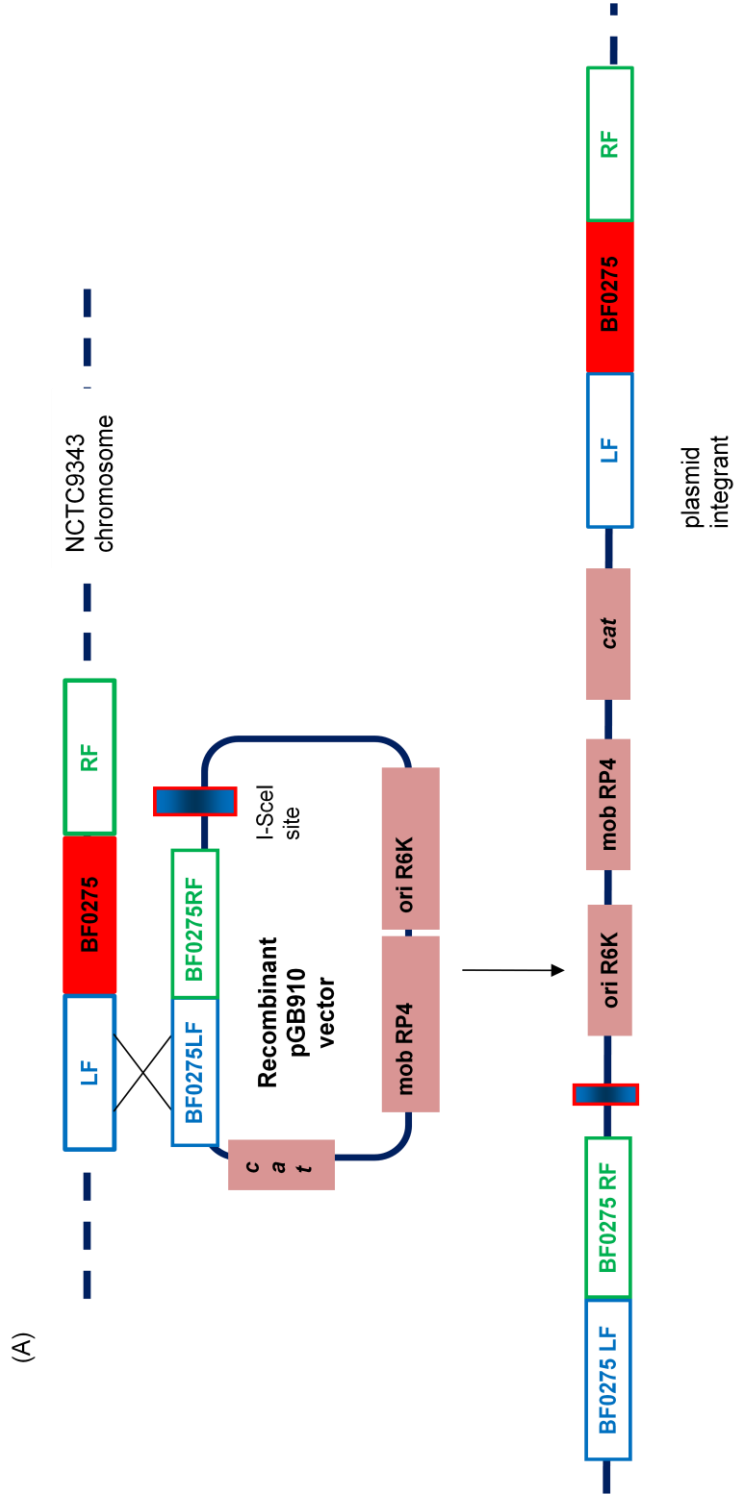 (A)
NCTC9343
chromosome
LF
BF0275
RF
BF0275LF
BF0275RF
I-SceI
site
Recombinant
pGB910
vector
c
a
t
mob RP4
ori R6K
BF0275 LF
BF0275 RF
ori R6K
mob RP4
cat
LF
BF0275
RF
plasmid
integrant